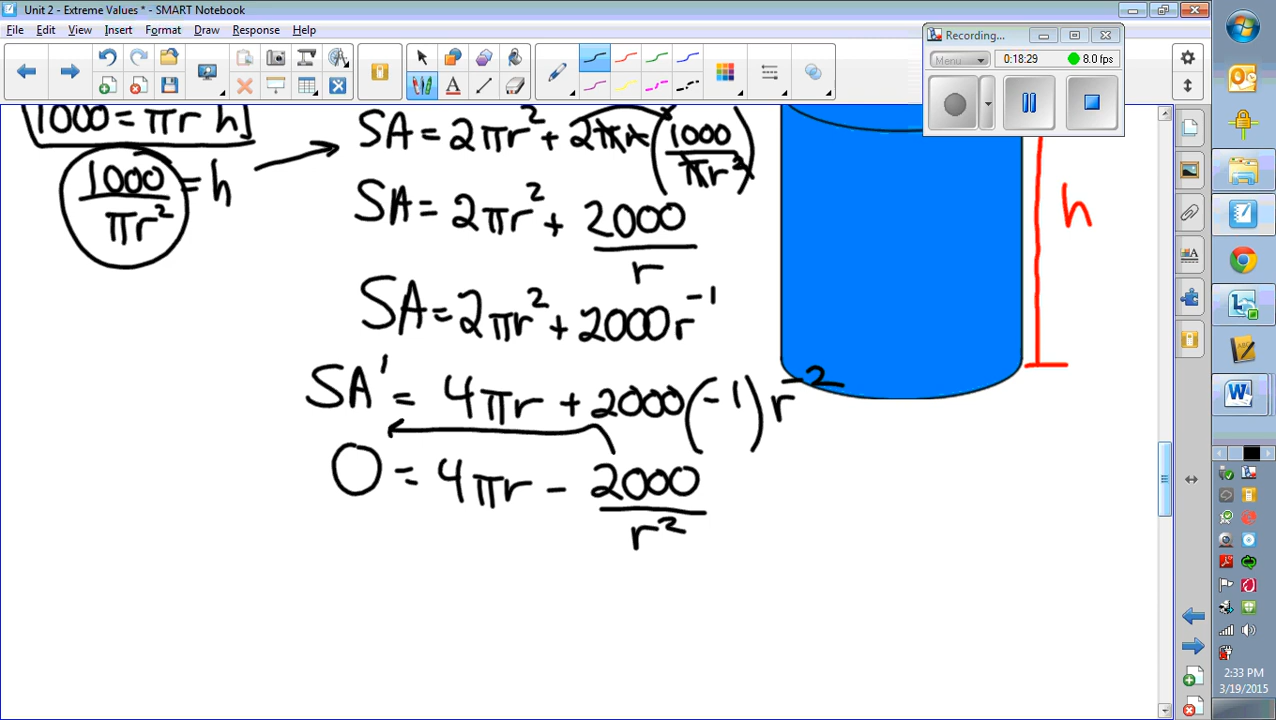 Unit 2 - Extreme Values * - SMART Notebook
File Edit View Insert Format Draw Response Help
Recording...
Menu 0:18:29 8.0 fps
1000 = πr h
1000/πr² = h
SA = 2πr² + 2πr(1000/πr²)
SA = 2πr² + 2000/r
SA = 2πr² + 2000r⁻¹
SA' = 4πr + 2000(-1)r⁻²
0 = 4πr - 2000/r²
h
2:33 PM
3/19/2015